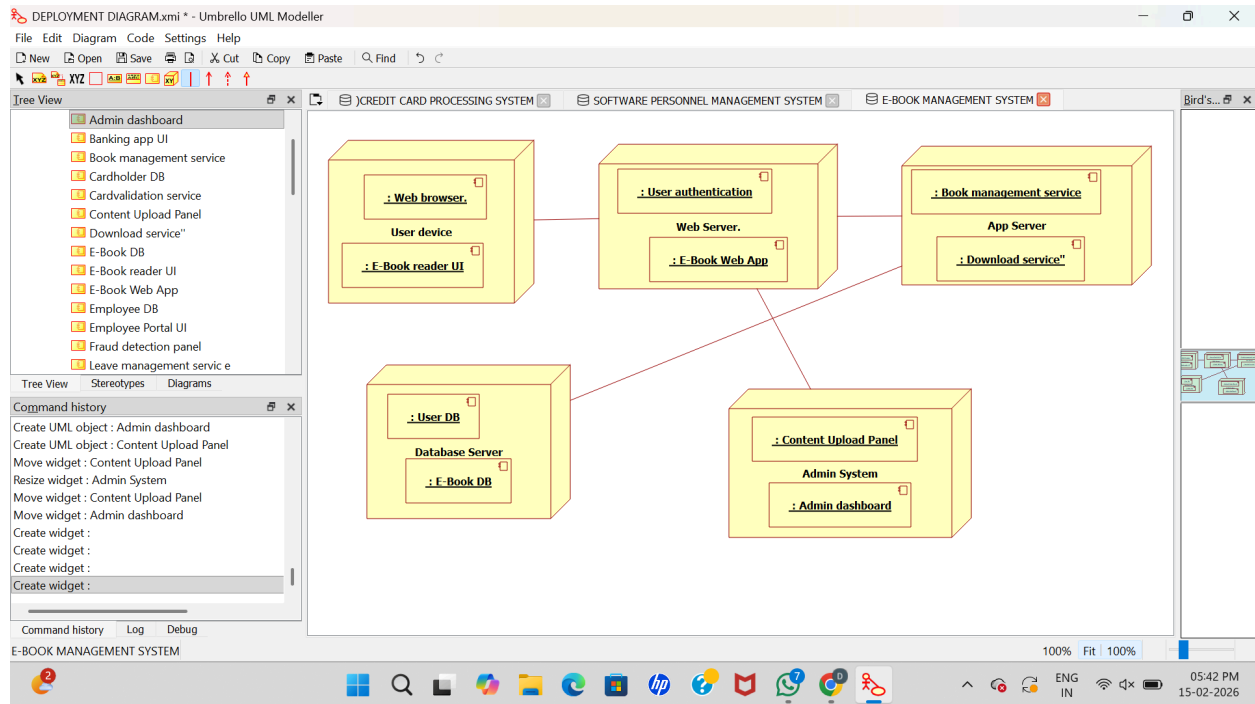 DEPLOYMENT DIAGRAM.xmi * - Umbrello UML Modeller
File Edit Diagram Code Settings Help
New Open Save Cut Copy Paste Find
XYZ XYZ A:B XY
Tree View
)CREDIT CARD PROCESSING SYSTEM SOFTWARE PERSONNEL MANAGEMENT SYSTEM E-BOOK MANAGEMENT SYSTEM
Bird's...
Admin dashboard
Banking app UI
Book management service
Cardholder DB
Cardvalidation service
Content Upload Panel
Download service"
E-Book DB
E-Book reader UI
E-Book Web App
Employee DB
Employee Portal UI
Fraud detection panel
Leave management servic e
Tree View Stereotypes Diagrams
Command history
Create UML object : Admin dashboard
Create UML object : Content Upload Panel
Move widget : Content Upload Panel
Resize widget : Admin System
Move widget : Content Upload Panel
Move widget : Admin dashboard
Create widget :
Create widget :
Create widget :
Create widget :
Command history Log Debug
: Web browser.
User device
: E-Book reader UI
: User authentication
Web Server.
: E-Book Web App
: Book management service
App Server
: Download service"
: User DB
Database Server
: E-Book DB
: Content Upload Panel
Admin System
: Admin dashboard
E-BOOK MANAGEMENT SYSTEM
100% Fit 100%
2
hp
7
D
ENG
IN
05:42 PM
15-02-2026